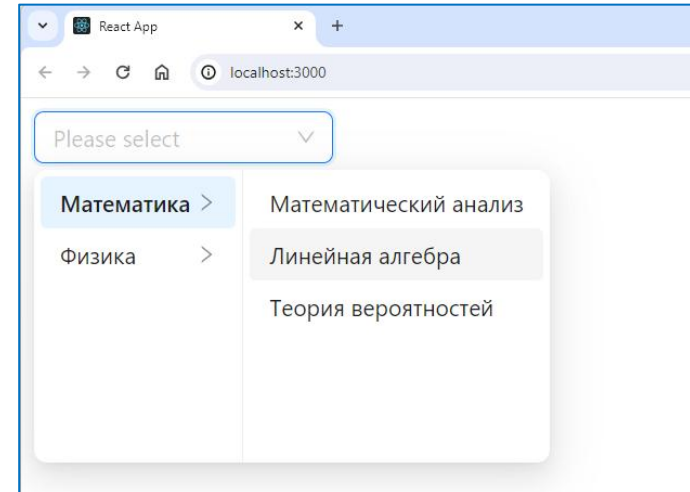 React App
localhost:3000
Please select
Математика
Физика
Математический анализ
Линейная алгебра
Теория вероятностей